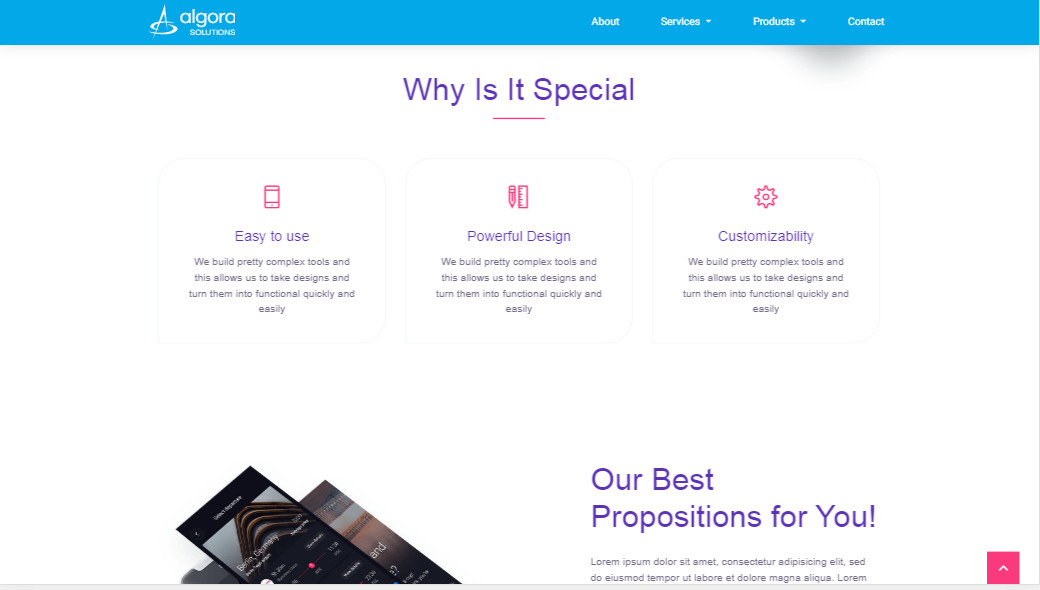 algora
SOLUTIONS
About
Services
Products
Contact
Why Is It Special
Easy to use
We build pretty complex tools and
this allows us to take designs and
turn them into functional quickly and
easily
Powerful Design
We build pretty complex tools and
this allows us to take designs and
turn them into functional quickly and
easily
Customizability
We build pretty complex tools and
this allows us to take designs and
turn them into functional quickly and
easily
Berlin, Germany
and
Our Best
Propositions for You!
Lorem ipsum dolor sit amet, consectetur adipisicing elit, sed
do eiusmod tempor ut labore et dolore magna aliqua. Lorem